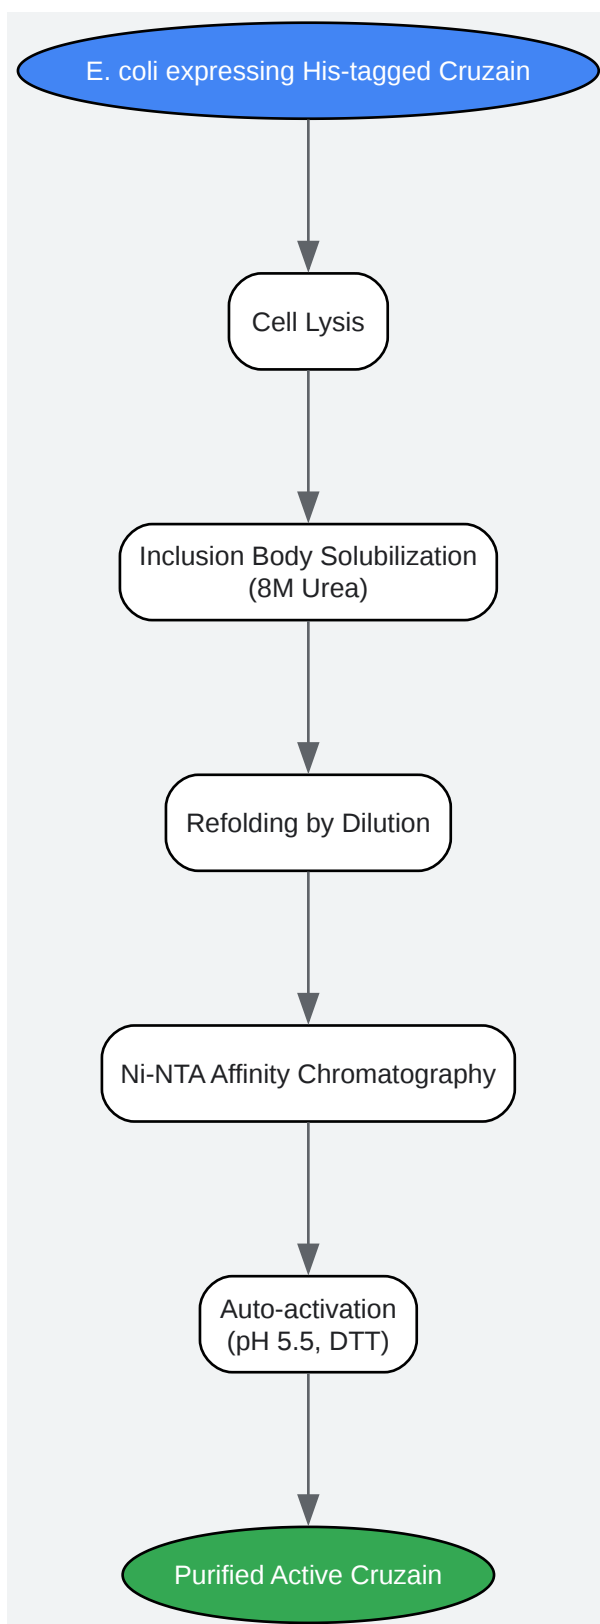 E. coli expressing His-tagged Cruzain
Cell Lysis
Inclusion Body Solubilization
(8M Urea)
Refolding by Dilution
Ni-NTA Affinity Chromatography
Auto-activation
(pH 5.5, DTT)
Purified Active Cruzain